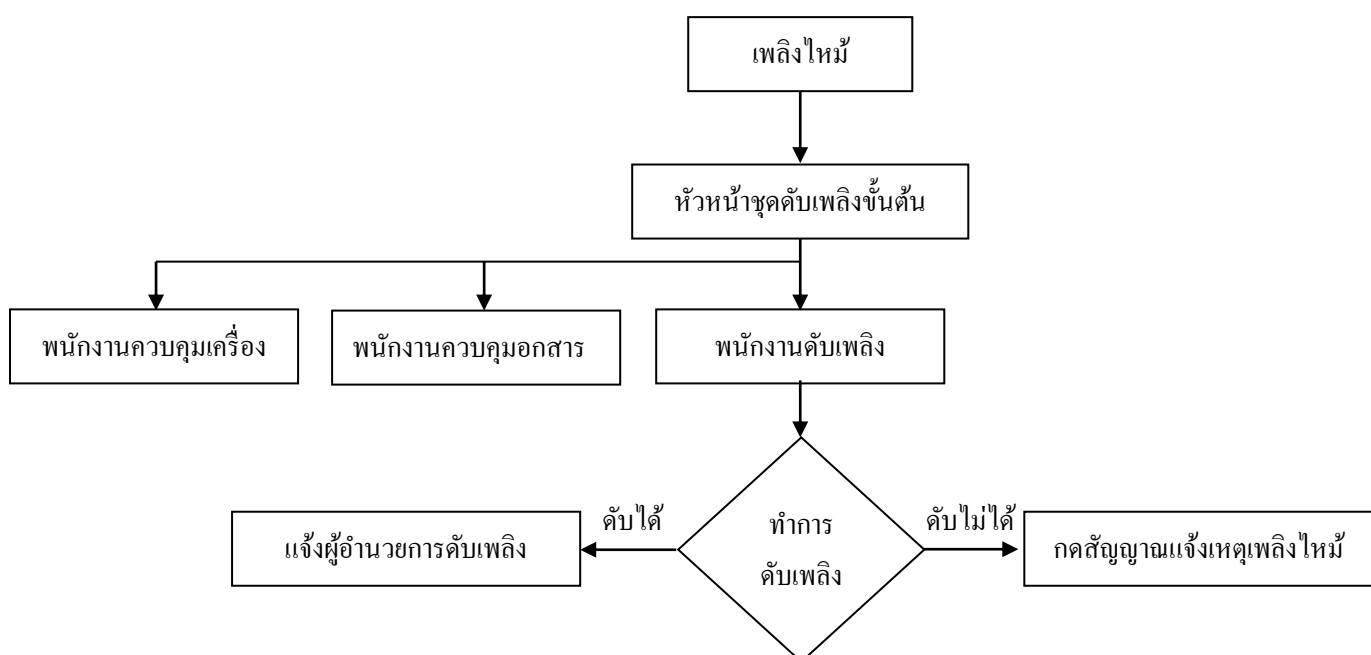 เพลิงไหม้
หัวหน้าชุดดับเพลิงขั้นต้น
พนักงานควบคุมเครื่อง
พนักงานควบคุมอกสาร
พนักงานดับเพลิง
ดับได้
ทำการ
ดับไม่ได้
แจ้งผู้อำนวยการดับเพลิง
ดับเพลิง
กดสัญญาณแจ้งเหตุเพลิงไหม้